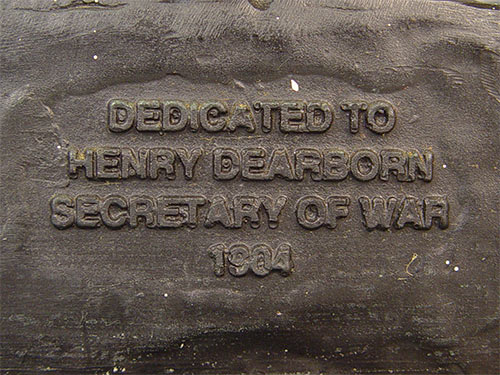 DEDICATED TO
HENRY DEARBORN
SECRETARY OF WAR
1904